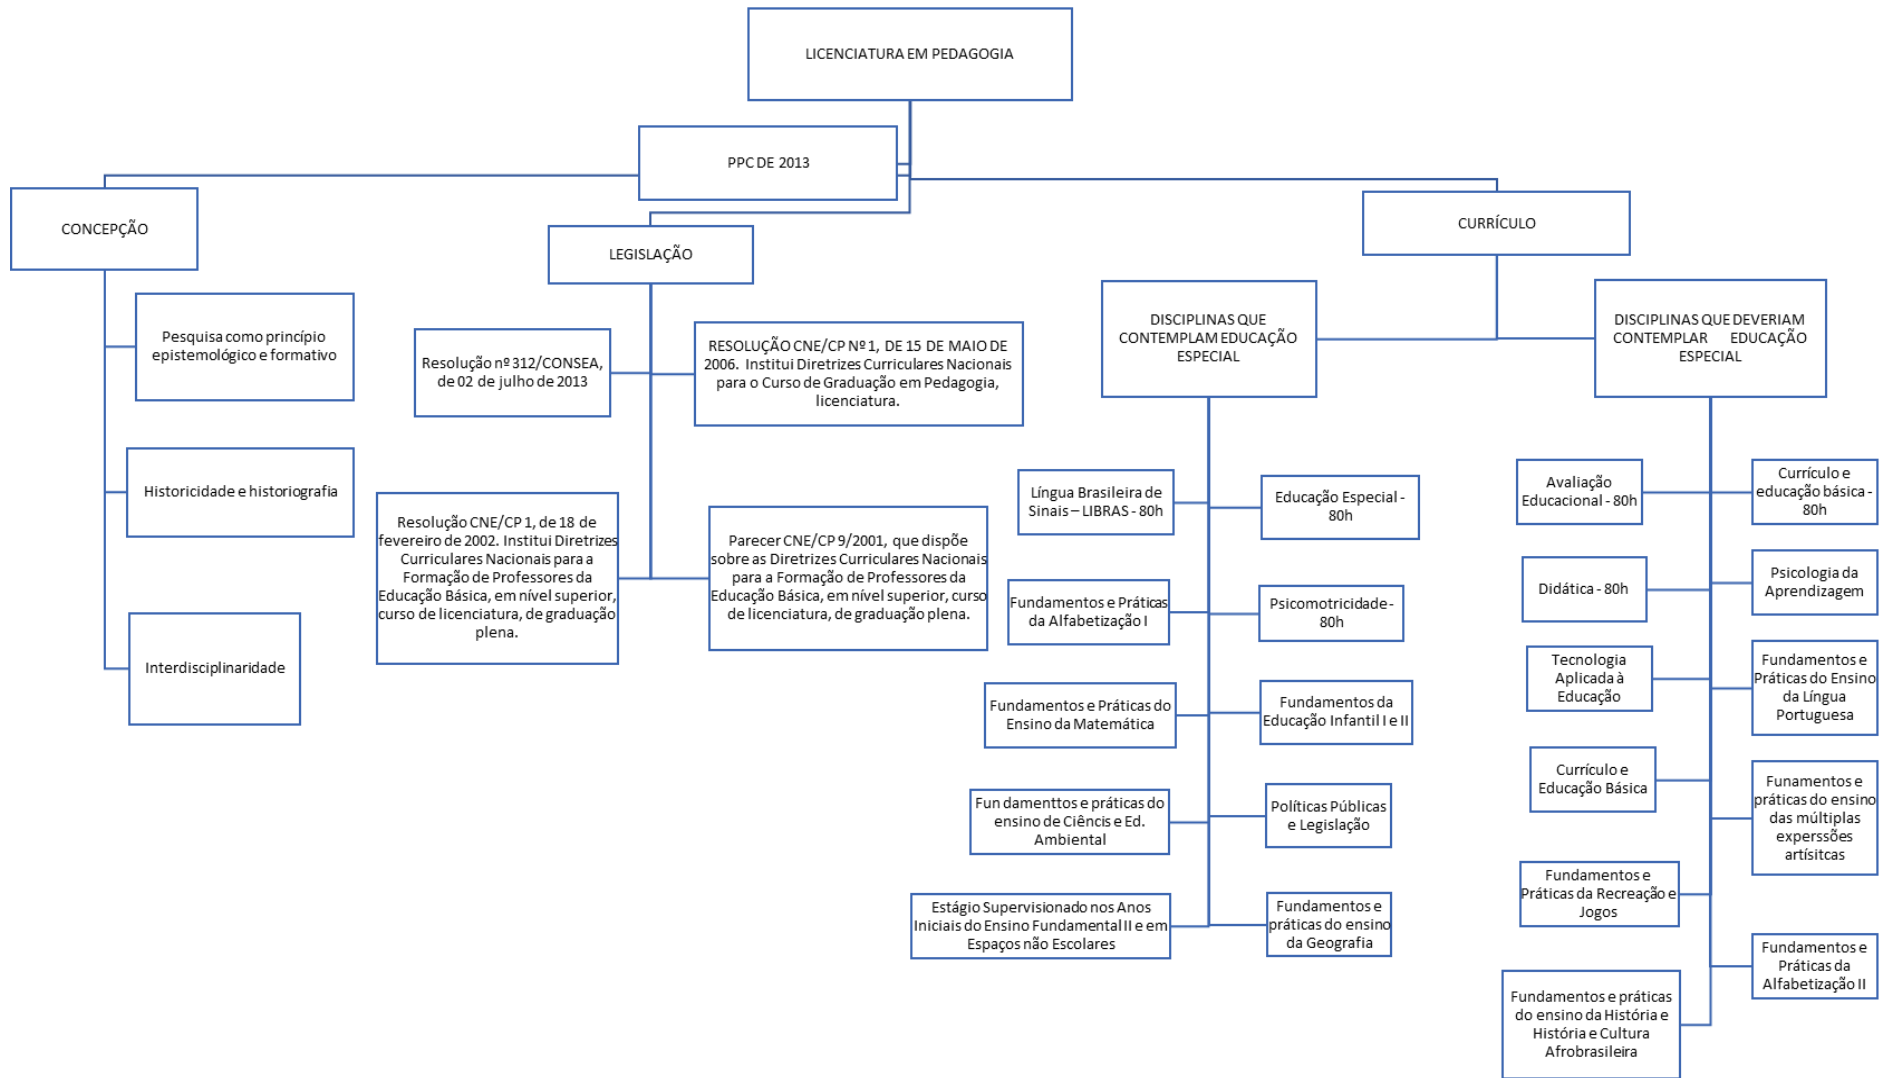 LICENCIATURA EM PEDAGOGIA
PPC DE 2013
CONCEPÇÃO
Pesquisa como princípio
epistemológico e formativo
Historicidade e historiografia
Interdisciplinaridade
LEGISLAÇÃO
Resolução nº 312/CONSEA,
de 02 de julho de 2013
RESOLUÇÃO CNE/CP Nº 1, DE 15 DE MAIO DE
2006. Institui Diretrizes Curriculares Nacionais
para o Curso de Graduação em Pedagogia,
licenciatura.
Resolução CNE/CP 1, de 18 de
fevereiro de 2002. Institui Diretrizes
Curriculares Nacionais para a
Formação de Professores da
Educação Básica, em nível superior,
curso de licenciatura, de graduação
plena.
Parecer CNE/CP 9/2001, que dispõe
sobre as Diretrizes Curriculares Nacionais
para a Formação de Professores da
Educação Básica, em nível superior, curso
de licenciatura, de graduação plena.
CURRÍCULO
DISCIPLINAS QUE
CONTEMPLAM EDUCAÇÃO
ESPECIAL
Língua Brasileira de
Sinais – LIBRAS - 80h
Educação Especial -
80h
Fundamentos e Práticas
da Alfabetização I
Psicomotricidade-
80h
Fundamentos e Práticas do
Ensino da Matemática
Fundamentos da
Educação Infantil I e II
Fun damenttos e práticas do
ensino de Ciêncis e Ed.
Ambiental
Políticas Públicas
e Legislação
Estágio Supervisionado nos Anos
Iniciais do Ensino Fundamental II e em
Espaços não Escolares
Fundamentos e
práticas do ensino
da Geografia
DISCIPLINAS QUE DEVERIAM
CONTEMPLAR EDUCAÇÃO
ESPECIAL
Avaliação
Educacional - 80h
Currículo e
educação básica -
80h
Didática - 80h
Psicologia da
Aprendizagem
Tecnologia
Aplicada à
Educação
Fundamentos e
Práticas do Ensino
da Língua
Portuguesa
Currículo e
Educação Básica
Funamentos e
práticas do ensino
das múltiplas
experssões
artísitcas
Fundamentos e
Práticas da Recreação e
Jogos
Fundamentos e
Práticas da
Alfabetização II
Fundamentos e práticas
do ensino da História e
História e Cultura
Afrobrasileira